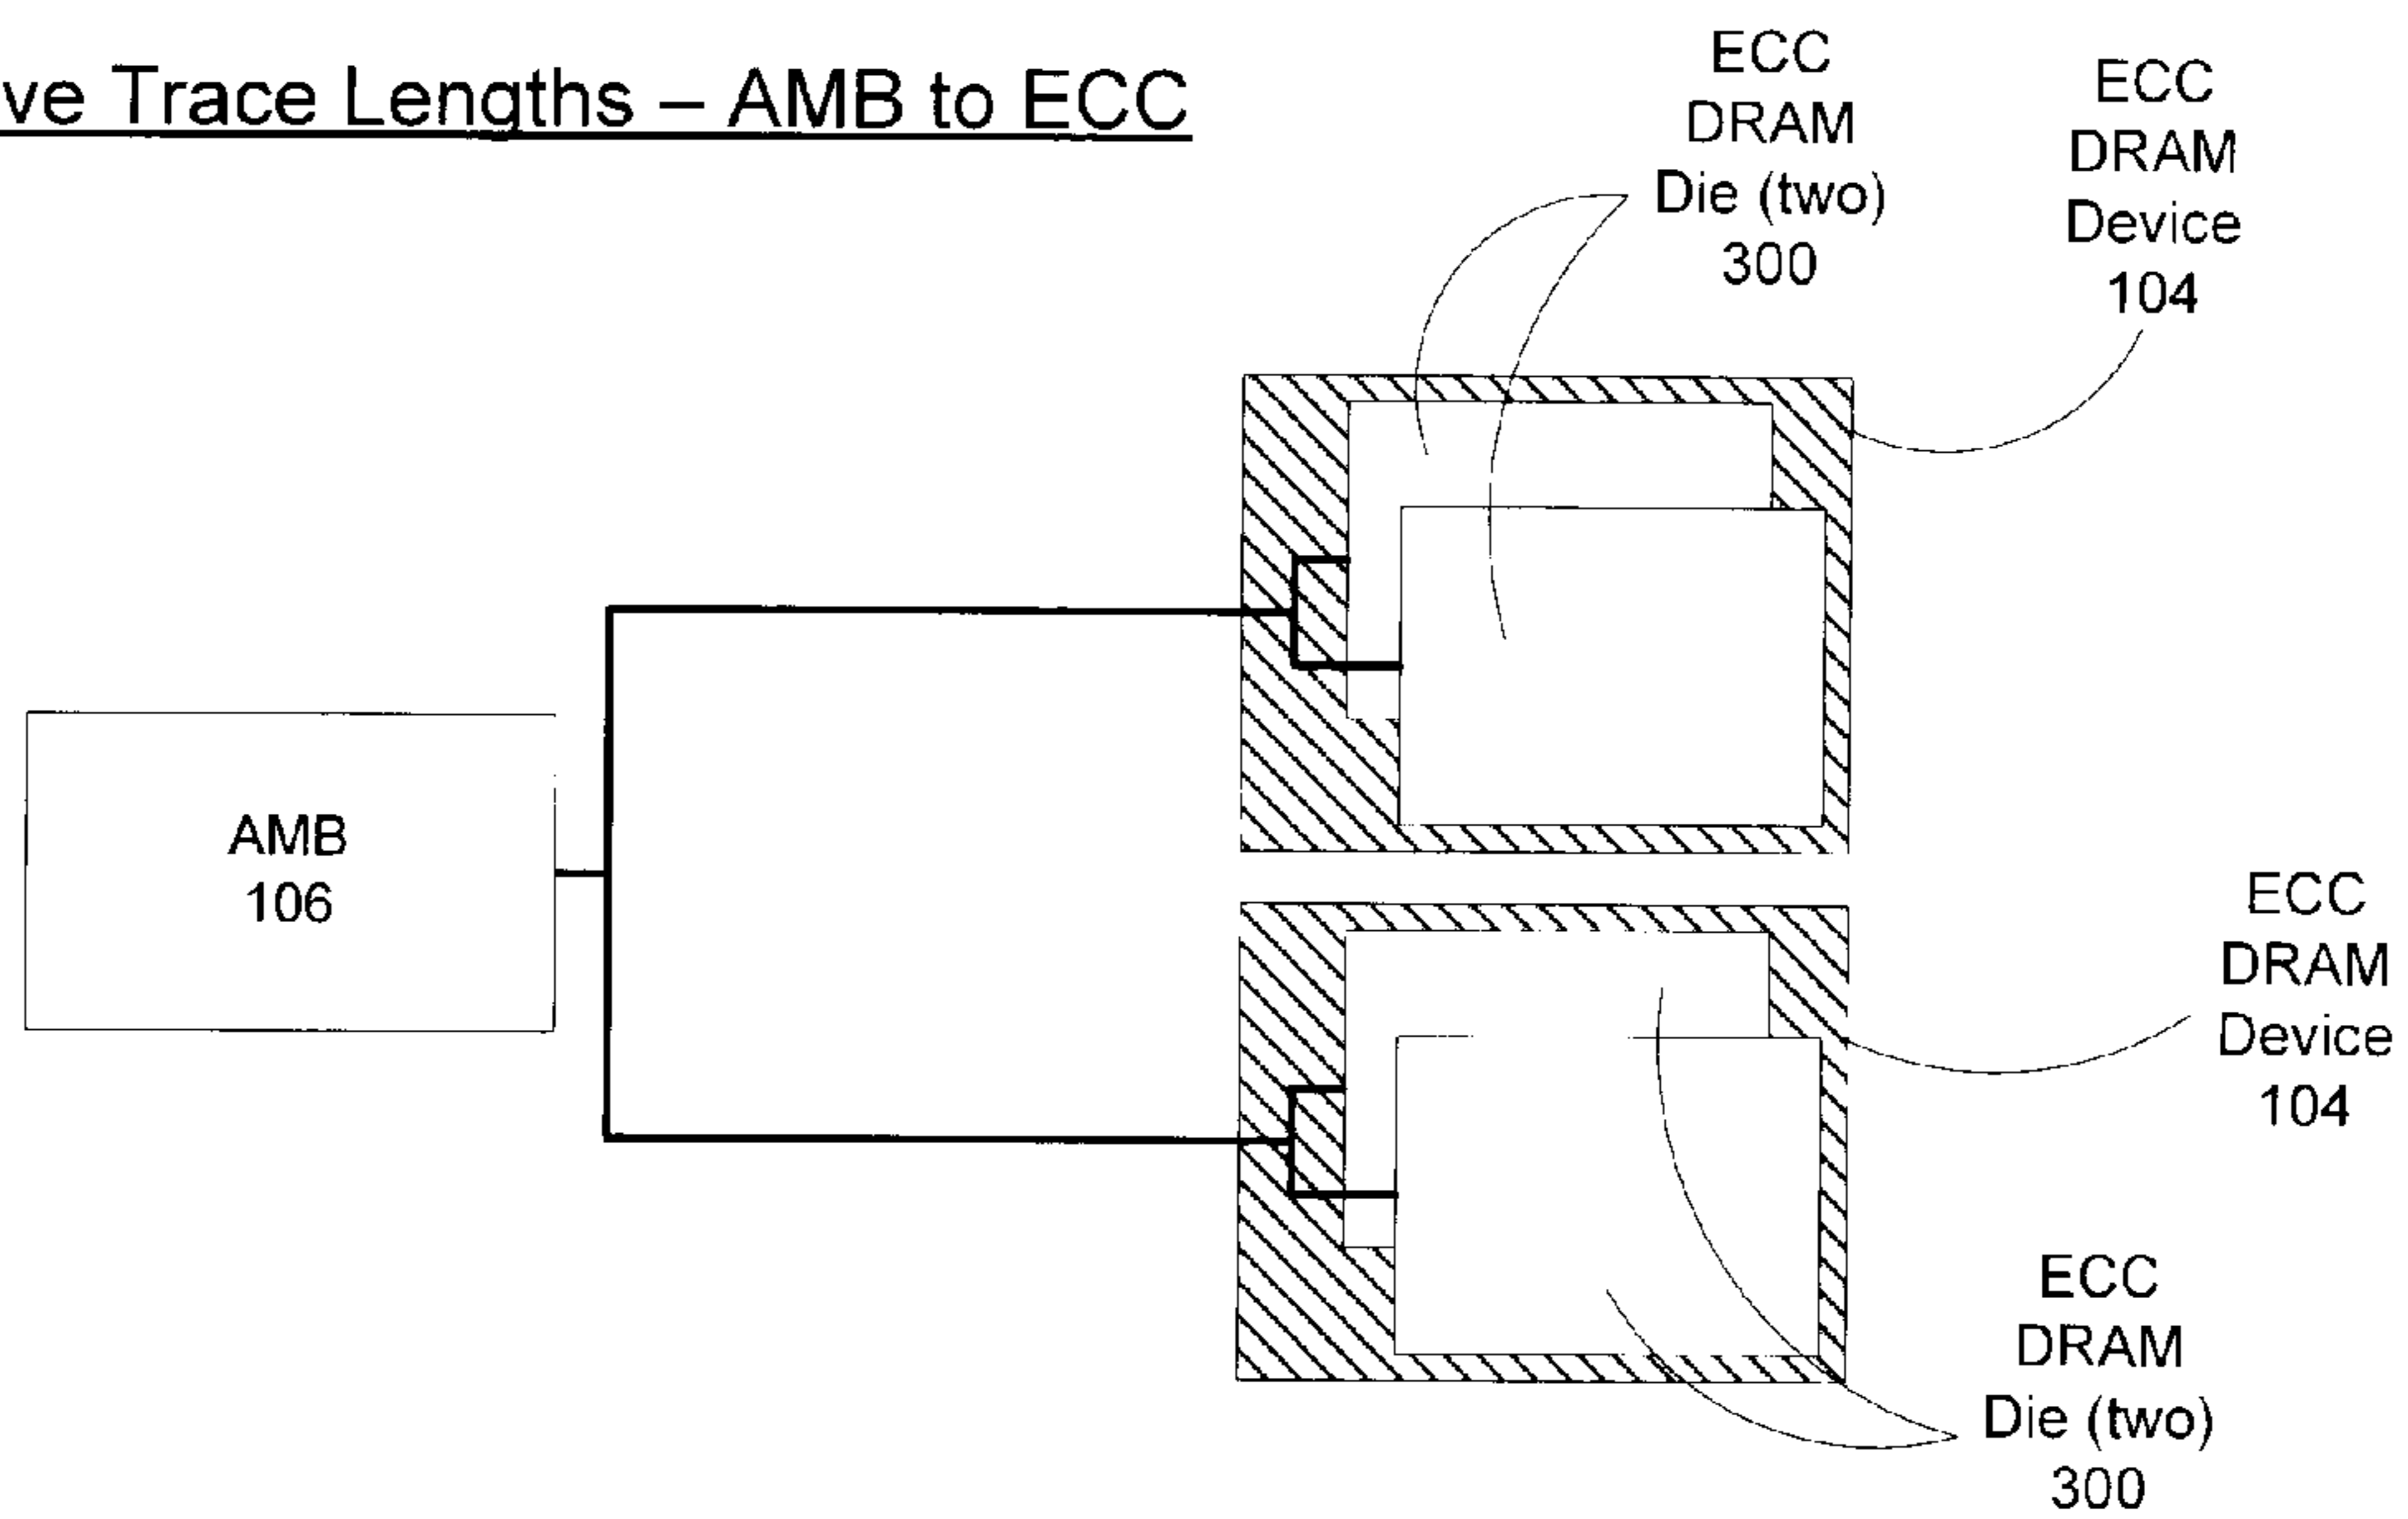 ve Trace Lengths – AMB to ECC
ECC
DRAM
Die (two)
300
ECC
DRAM
Device
104
AMB
106
ECC
DRAM
Device
104
ECC
DRAM
Die (two)
300